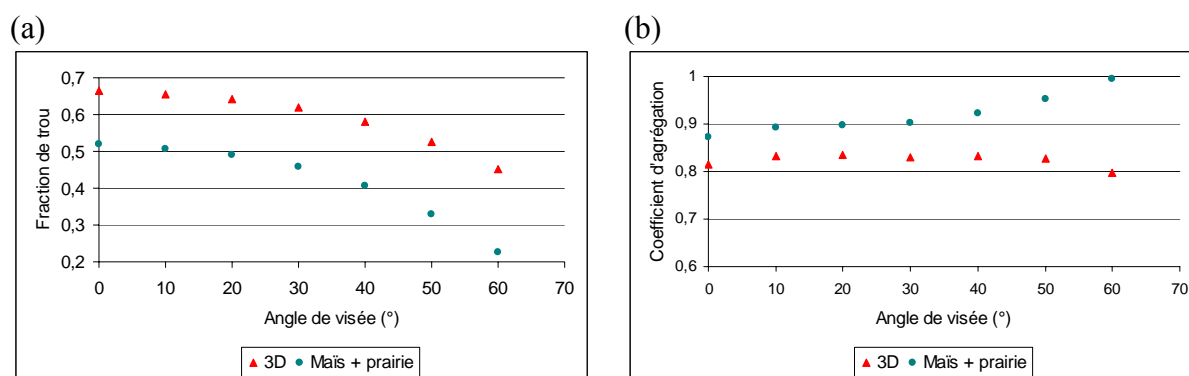 (a)
Fraction de trou
0,7
0,6
0,5
0,4
0,3
0,2
0 10 20 30 40 50 60 70
Angle de visée (°)
3D Maïs + prairie
(b)
Coefficient d'agrégation
1
0,9
0,8
0,7
0,6
0 10 20 30 40 50 60 70
Angle de visée (°)
3D Maïs + prairie